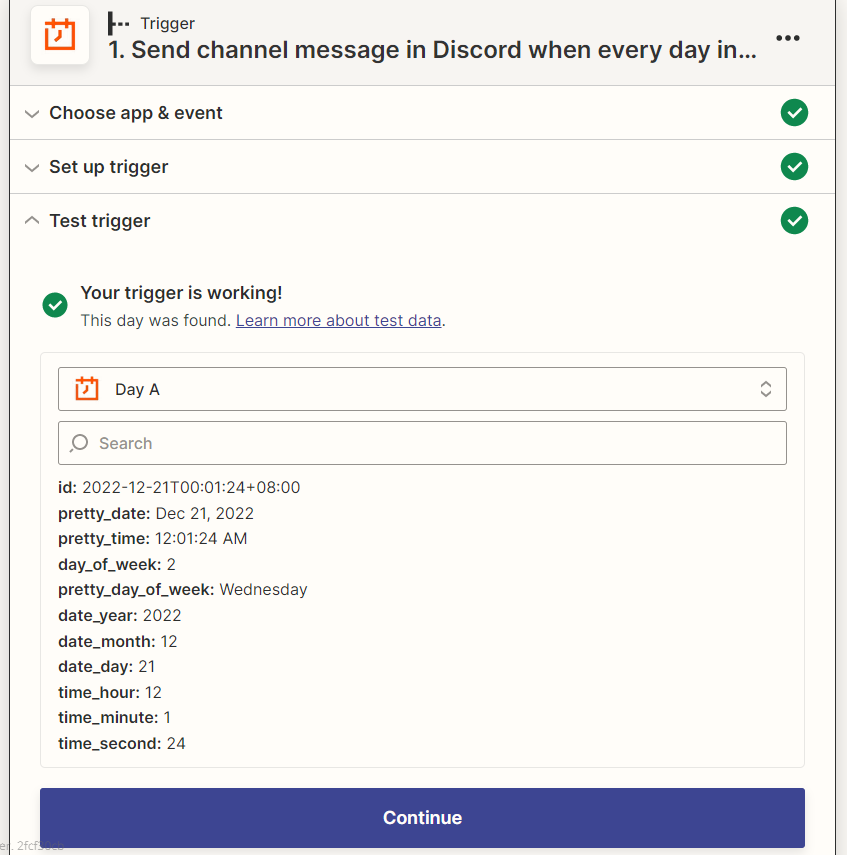 Trigger
1. Send channel message in Discord when every day in...
Choose app & event
Set up trigger
Test trigger
Your trigger is working!
This day was found. Learn more about test data.
Day A
Search
id: 2022-12-21T00:01:24+08:00
pretty_date: Dec 21, 2022
pretty_time: 12:01:24 AM
day_of_week: 2
pretty_day_of_week: Wednesday
date_year: 2022
date_month: 12
date_day: 21
time_hour: 12
time_minute: 1
time_second: 24
Continue